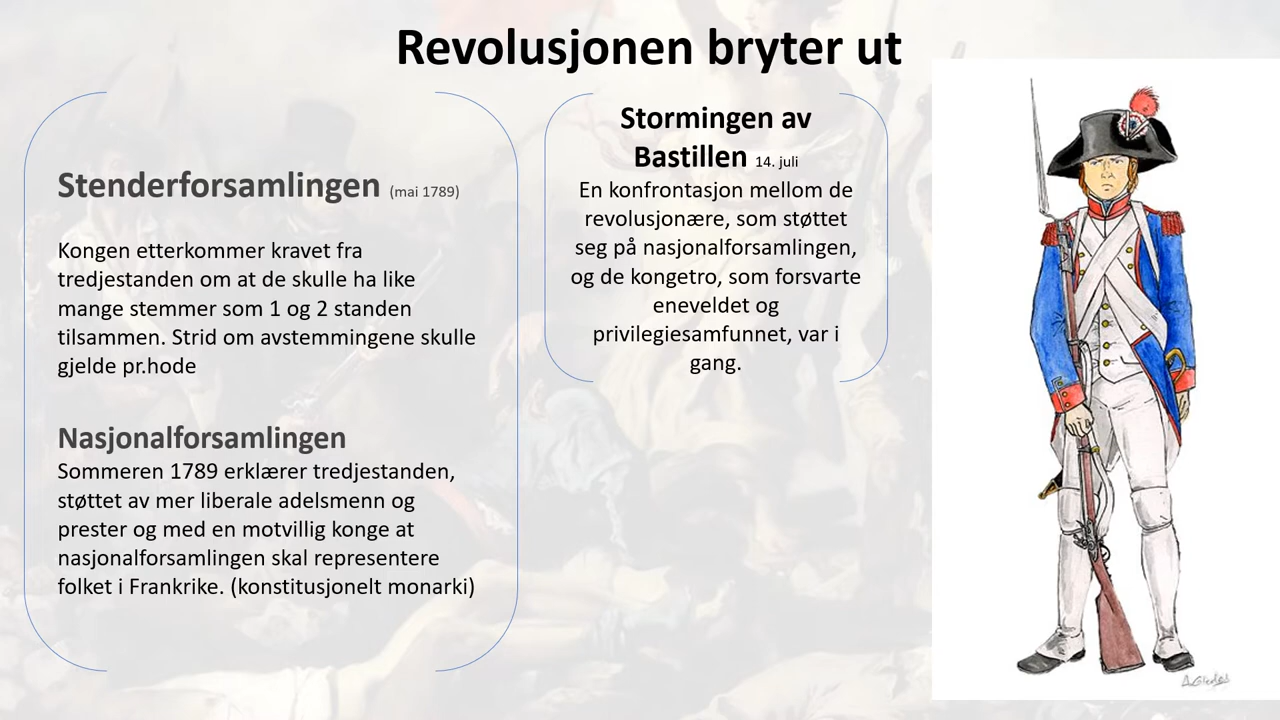 Revolusjonen bryter ut
Stenderforsamlingen (mai 1789)
Kongen etterkommer kravet fra
tredjestanden om at de skulle ha like
mange stemmer som 1 og 2 standen
tilsammen. Strid om avstemmingene skulle
gjelde pr.hode
Nasjonalforsamlingen
Sommeren 1789 erklærer tredjestanden,
støttet av mer liberale adelsmenn og
prester og med en motvillig konge at
nasjonalforsamlingen skal representere
folket i Frankrike. (konstitusjonelt monarki)
Stormingen av
Bastillen 14. juli
En konfrontasjon mellom de
revolusjonære, som støttet
seg på nasjonalforsamlingen,
og de kongetro, som forsvarte
eneveldet og
privilegiesamfunnet, var i
gang.